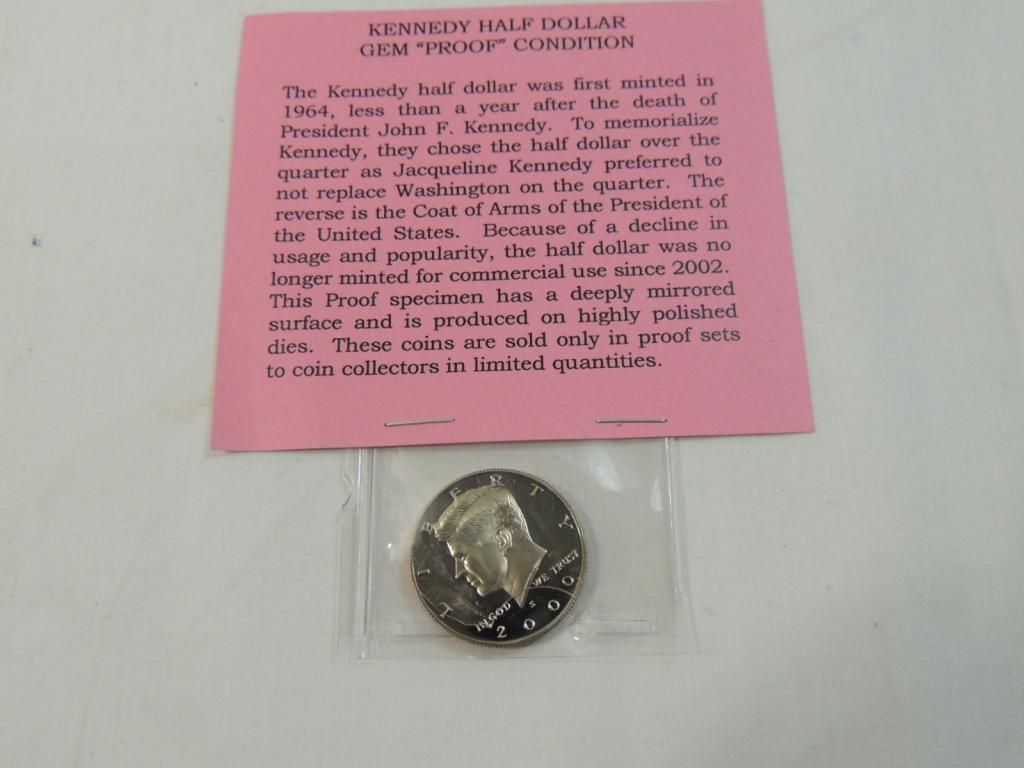 KENNEDY HALF DOLLAR
GEM "PROOF" CONDITION
The Kennedy half dollar was first minted in
1964, less than a year after the death of
President John F. Kennedy. To memorialize
Kennedy, they chose the half dollar over the
quarter as Jacqueline Kennedy preferred to
not replace Washington on the quarter. The
reverse is the Coat of Arms of the President of
the United States. Because of a decline in
usage and popularity, the half dollar was no
longer minted for commercial use since 2002.
This Proof specimen has a deeply mirrored
surface and is produced on highly polished
dies. These coins are sold only in proof sets
to coin collectors in limited quantities.
LIBERTY
IN GOD WE TRUST
S
2000